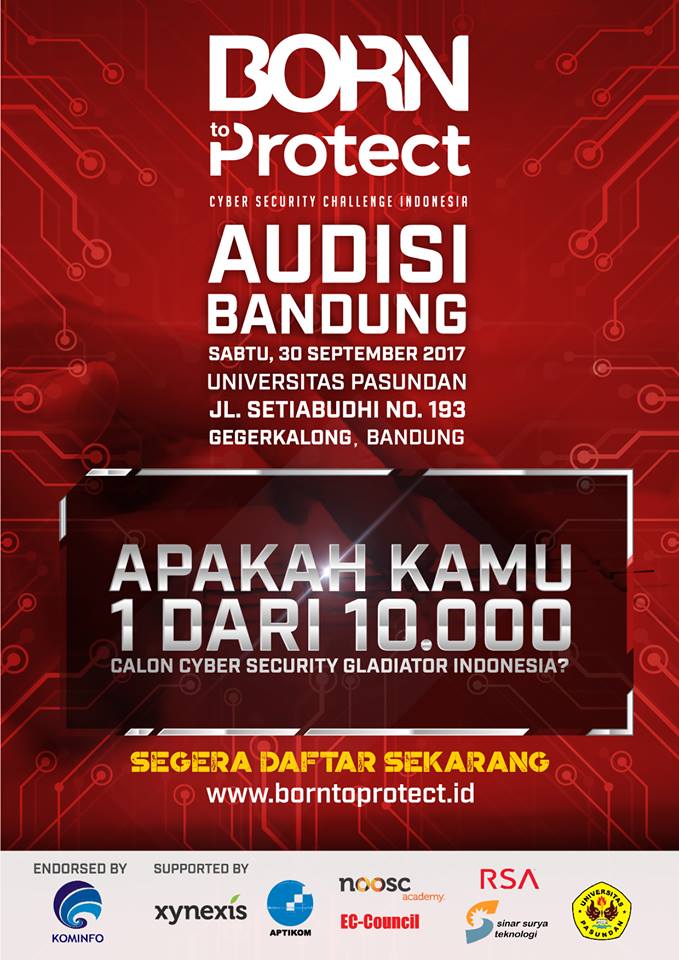 BORN
to Protect
CYBER SECURITY CHALLENGE INDONESIA
AUDISI
BANDUNG
SABTU, 30 SEPTEMBER 2017
UNIVERSITAS PASUNDAN
JL. SETIABUDHI NO. 193
GEGERKALONG, BANDUNG
APAKAH KAMU
1 DARI 10.000
CALON CYBER SECURITY GLADIATOR INDONESIA?
SEGERA DAFTAR SEKARANG
www.borntoprotect.id
ENDORSED BY
KOMINFO
SUPPORTED BY
xynexis
APTIKOM
noosc
academy.
EC-Council
RSA
sinar surya
teknologi
UNIVERSITAS
PASUNDAN